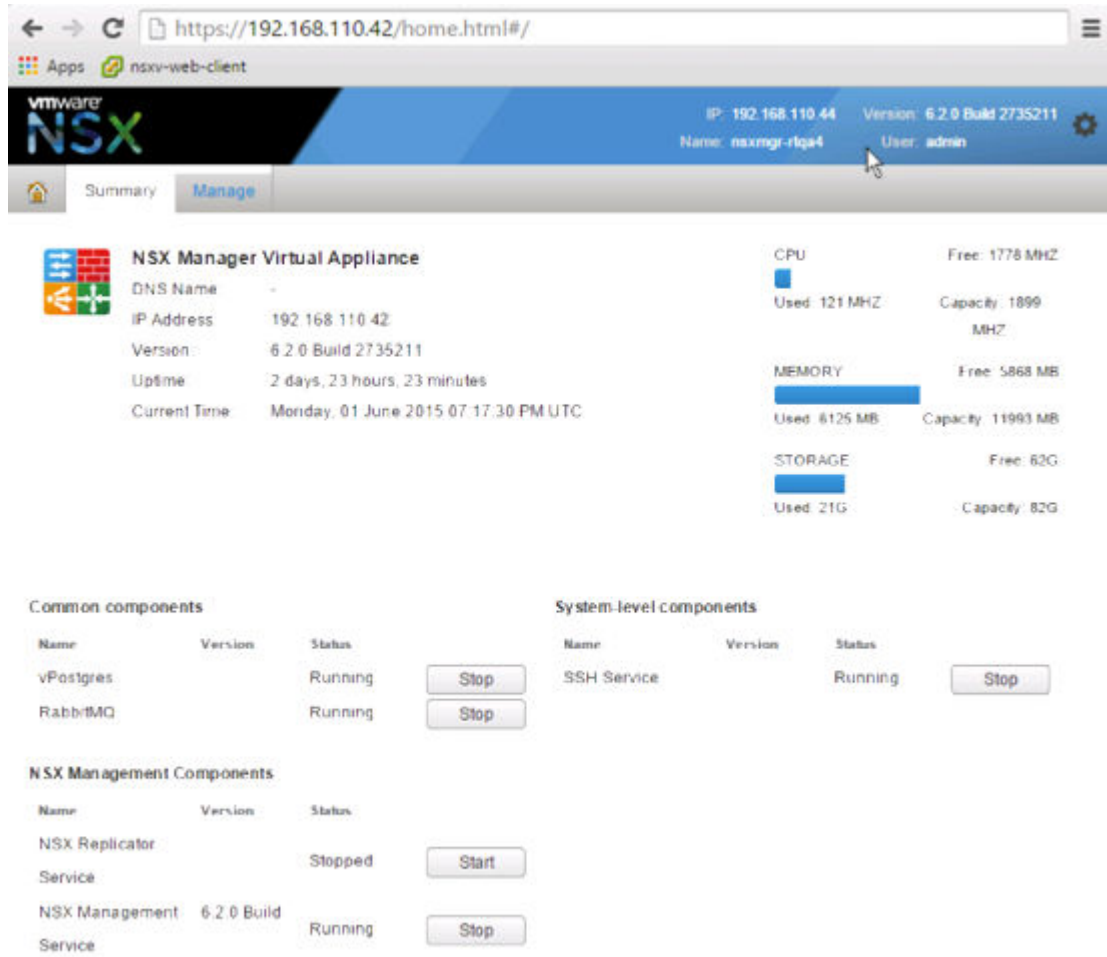 https://192.168.110.42/home.html#/
Apps nsxv-web-client
vmware
NSX
IP: 192.168.110.44 Version: 6.2.0 Build 2735211
Name: nsxmgr-rlqa4 User: admin
Summary Manage
NSX Manager Virtual Appliance
DNS Name -
IP Address 192.168.110.42
Version 6.2.0 Build 2735211
Uptime 2 days, 23 hours, 23 minutes
Current Time Monday, 01 June 2015 07:17:30 PM UTC
CPU Free: 1778 MHZ
Used: 121 MHZ Capacity: 1899
MHZ
MEMORY Free: 5868 MB
Used: 6125 MB Capacity: 11993 MB
STORAGE Free: 62G
Used: 21G Capacity: 82G
Common components
Name Version Status
vPostgres Running Stop
RabbitMQ Running Stop
System-level components
Name Version Status
SSH Service Running Stop
NSX Management Components
Name Version Status
NSX Replicator
Service Stopped Start
NSX Management 6.2.0 Build
Service Running Stop